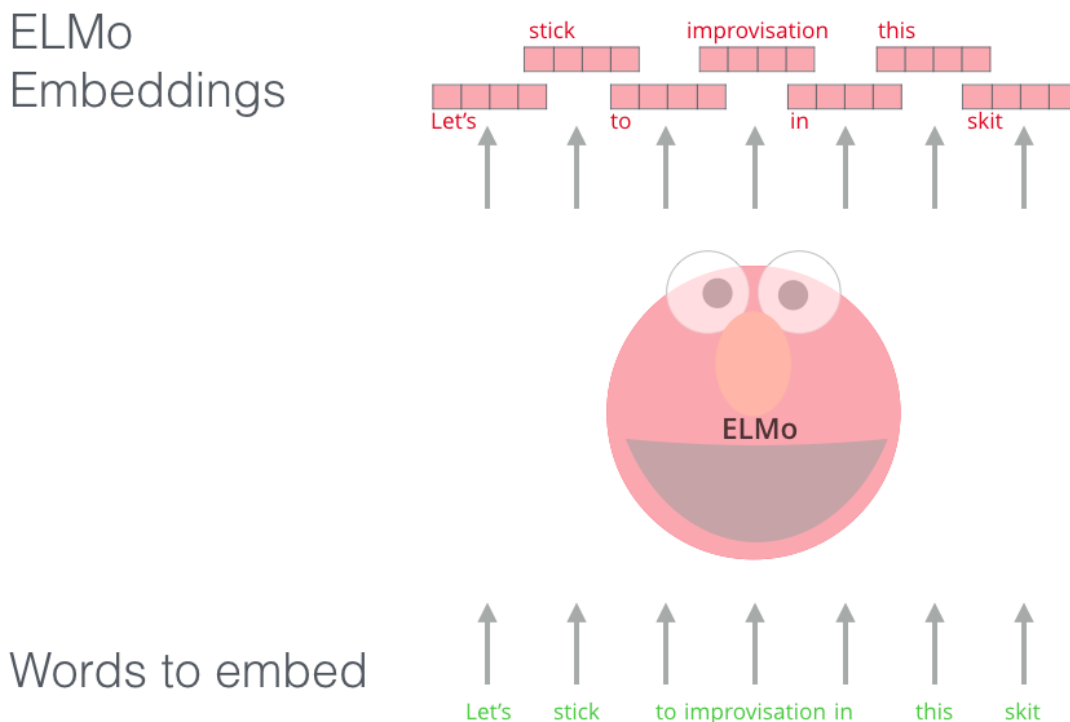 ELMo
Embeddings
stick improvisation this
Let's to in skit
ELMo
Words to embed
Let's stick to improvisation in this skit